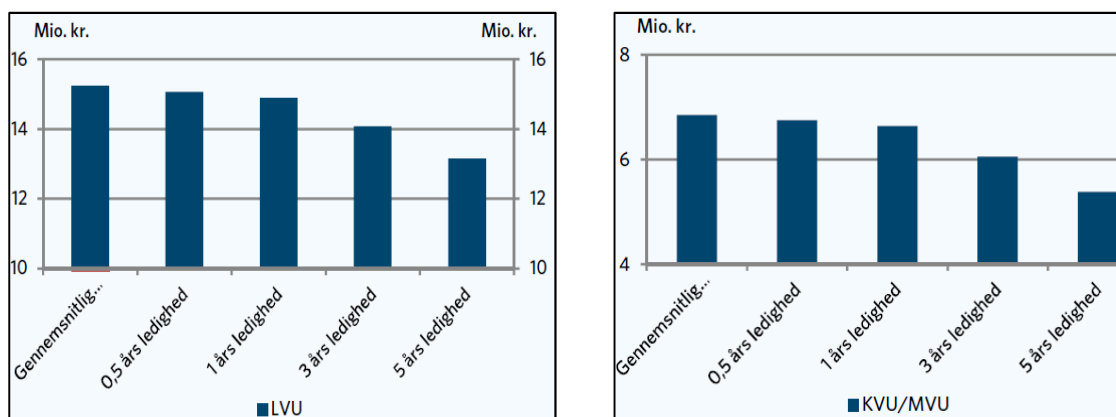 Mio. kr. Mio. kr.
16 16
14 14
12 12
10 10
Gennemsnitlig...
0,5 års ledighed
1 års ledighed
3 års ledighed
5 års ledighed
LVU
Mio. kr.
8
6
4
Gennemsnitlig...
0,5 års ledighed
1 års ledighed
3 års ledighed
5 års ledighed
KVU/MVU